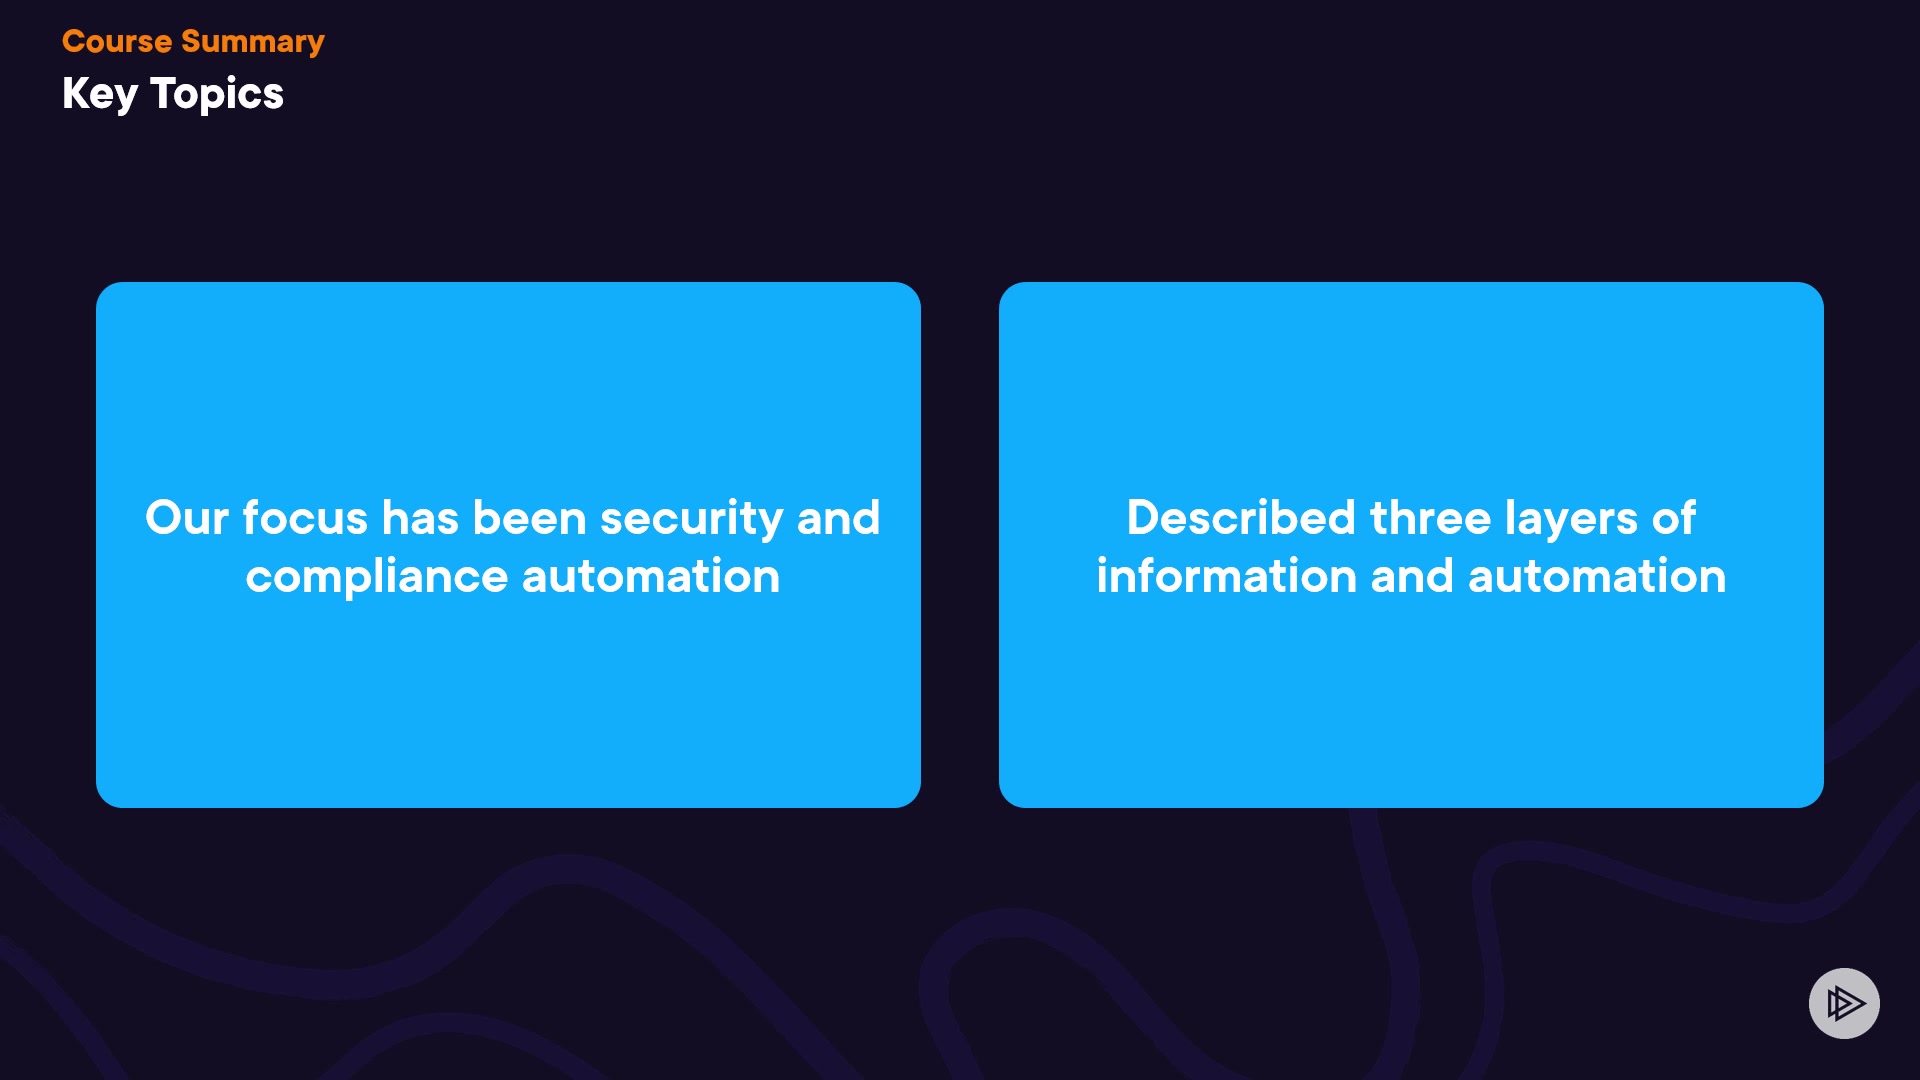 Course Summary
Key Topics
Our focus has been security and
compliance automation
Described three layers of
information and automation